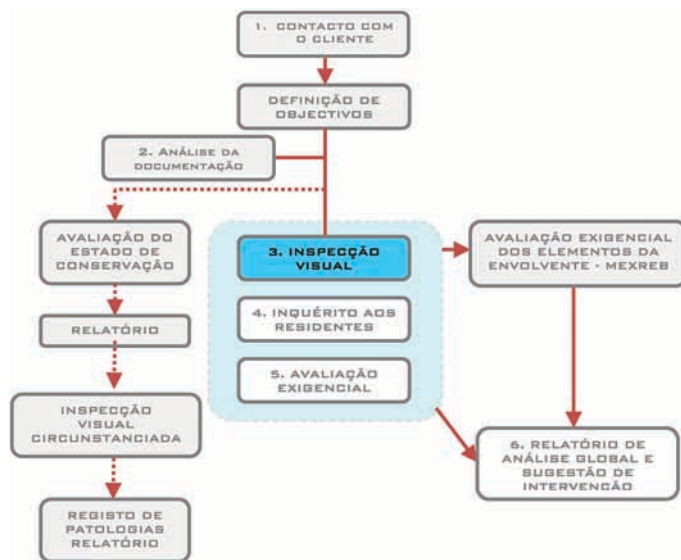 1. CONTACTO COM
O CLIENTE
DEFINIÇÃO DE
OBJECTIVOS
2. ANÁLISE DA
DOCUMENTAÇÃO
AVALIAÇÃO DO
ESTADO DE
CONSERVAÇÃO
RELATÓRIO
INSPECÇÃO
VISUAL
CIRCUNSTANCIADA
REGISTO DE
PATOLOGIAS
RELATÓRIO
3. INSPECÇÃO
VISUAL
4. INQUÉRITO AOS
RESIDENTES
5. AVALIAÇÃO
EXIGENCIAL
AVALIAÇÃO EXIGENCIAL
DOS ELEMENTOS DA
ENVOLVENTE - MEXREB
6. RELATÓRIO DE
ANÁLISE GLOBAL E
SUGESTÃO DE
INTERVENÇÃO